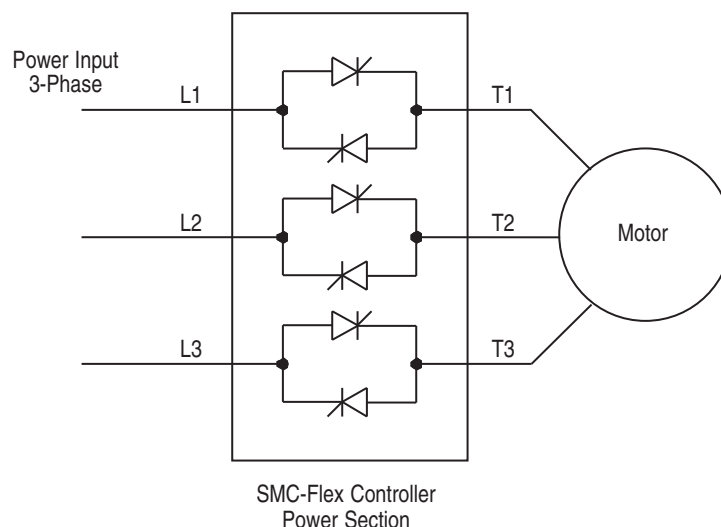 Power Input
3-Phase
L1
T1
L2
T2
Motor
L3
T3
SMC-Flex Controller
Power Section